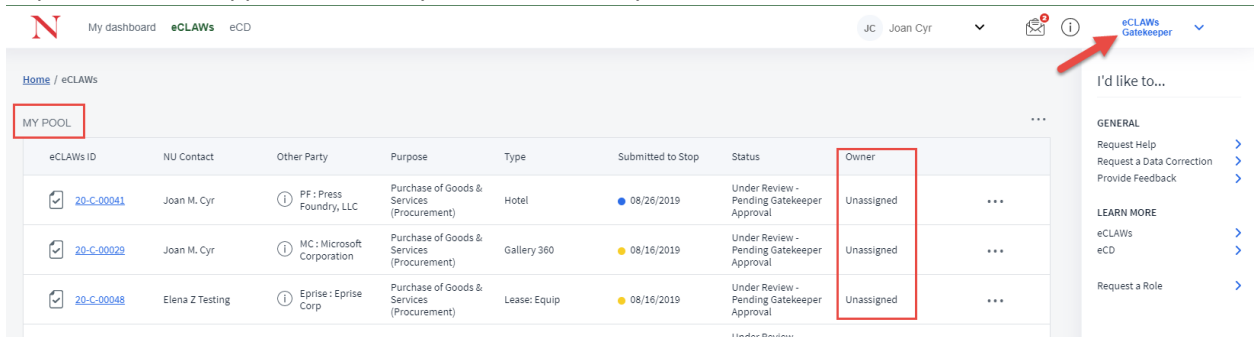 N My dashboard eCLAWs eCD JC Joan Cyr 2 i eCLAWs
Gatekeeper
Home / eCLAWs
I'd like to...
MY POOL
GENERAL
Request Help
Request a Data Correction
Provide Feedback
LEARN MORE
eCLAWs
eCD
Request a Role
eCLAWs ID NU Contact Other Party Purpose Type Submitted to Stop Status Owner
20-C-00041 Joan M. Cyr PF : Press
Foundry, LLC
Purchase of Goods &
Services
(Procurement)
Hotel 08/26/2019 Under Review -
Pending Gatekeeper
Approval
Unassigned
20-C-00029 Joan M. Cyr MC : Microsoft
Corporation
Purchase of Goods &
Services
(Procurement)
Gallery 360 08/16/2019 Under Review -
Pending Gatekeeper
Approval
Unassigned
20-C-00048 Elena Z Testing Eprise : Eprise
Corp
Purchase of Goods &
Services
(Procurement)
Lease: Equip 08/16/2019 Under Review -
Pending Gatekeeper
Approval
Unassigned
Under Review